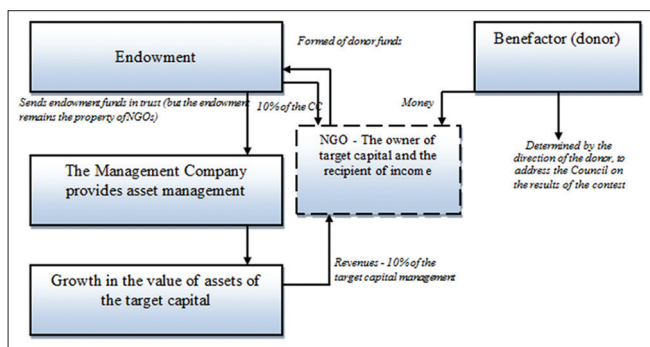 Endowment
Formed of donor funds
Benefactor (donor)
Sends endowment funds in trust (but the endowment
remains the property of NGOs)
10% of the CC
Money
NGO - The owner of
target capital and the
recipient of income
Determined by the
direction of the donor, to
address the Council on
the results of the contest
The Management Company
provides asset management
Growth in the value of assets of
the target capital
Revenues - 10% of the
target capital management